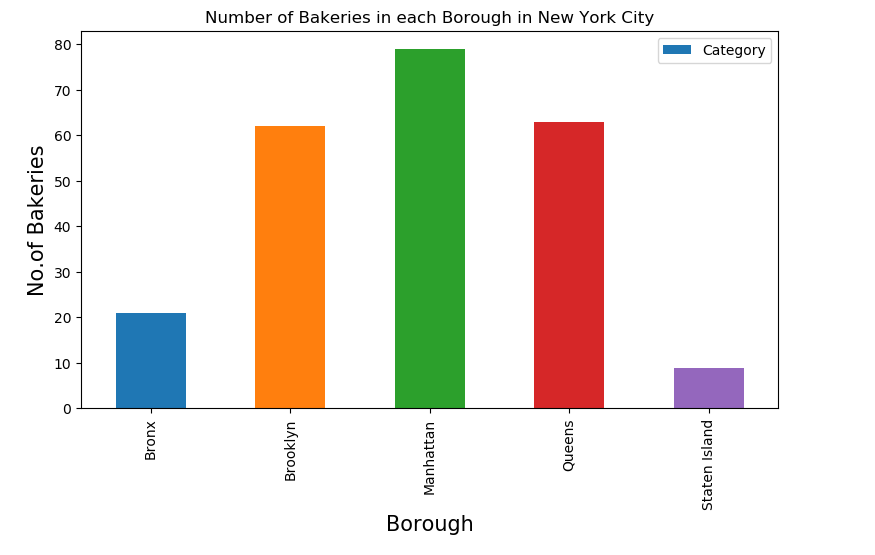 Number of Bakeries in each Borough in New York City
Category
No.of Bakeries
80
70
60
50
40
30
20
10
0
Bronx
Brooklyn
Manhattan
Queens
Staten Island
Borough